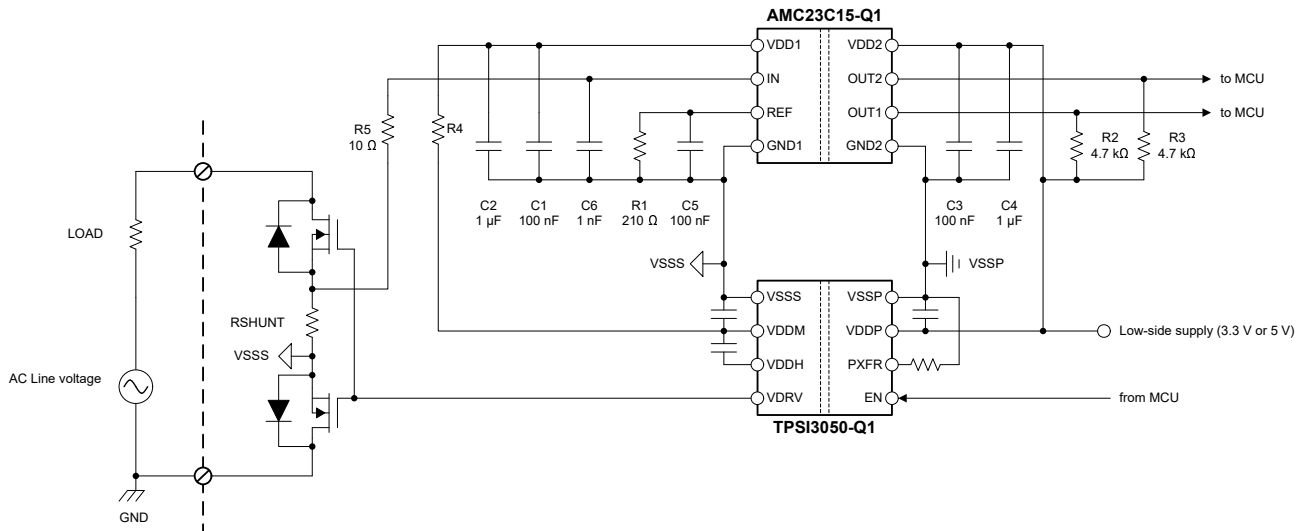 AMC23C15-Q1
VDD1
VDD2
IN
OUT2
to MCU
REF
OUT1
to MCU
GND1
GND2
R5
10 Ω
R4
R2
4.7 kΩ
R3
4.7 kΩ
C2
1 µF
C1
100 nF
C6
1 nF
R1
210 Ω
C5
100 nF
C3
100 nF
C4
1 µF
LOAD
VSSS
VSSP
VSSS
VSSP
RSHUNT
VDDM
VDDP
Low-side supply (3.3 V or 5 V)
VSSS
VDDH
PXFR
AC Line voltage
VDRV
EN
from MCU
TPSI3050-Q1
GND